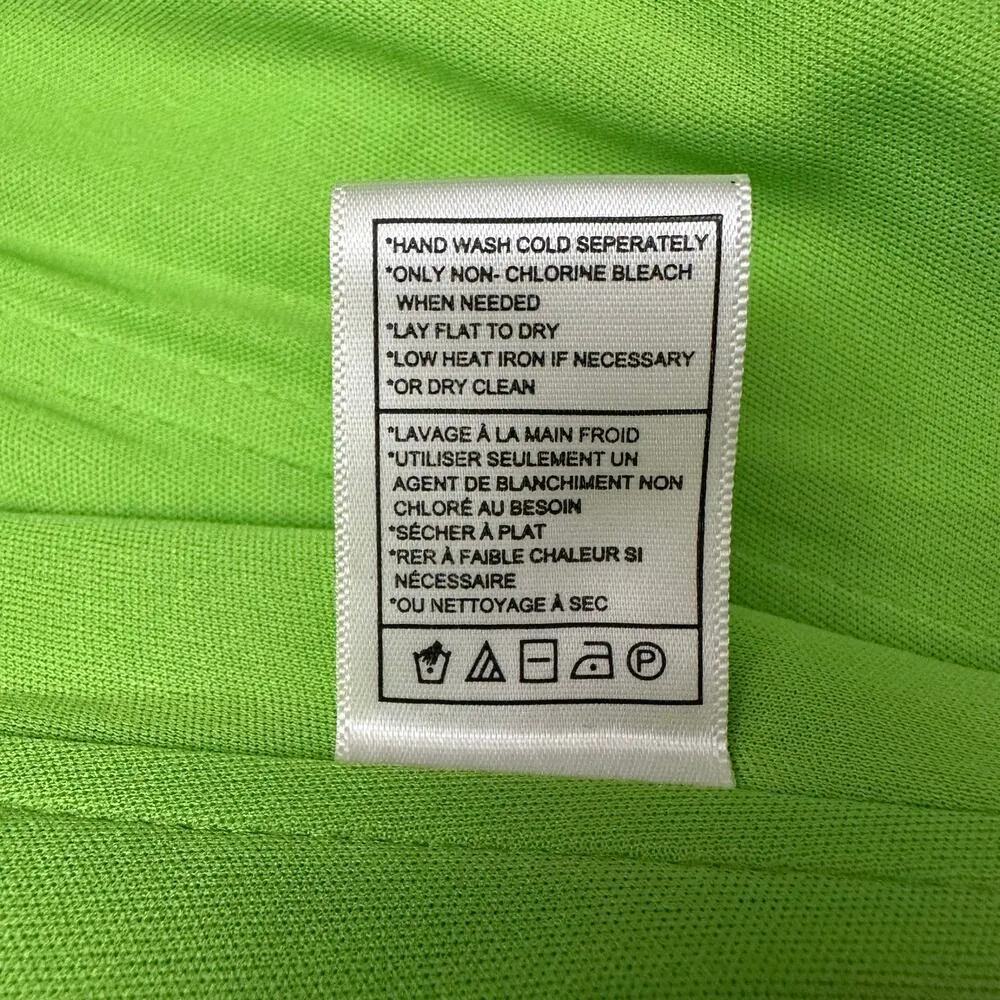 *HAND WASH COLD SEPERATELY
*ONLY NON- CHLORINE BLEACH
WHEN NEEDED
*LAY FLAT TO DRY
*LOW HEAT IRON IF NECESSARY
*OR DRY CLEAN
*LAVAGE À LA MAIN FROID
*UTILISER SEULEMENT UN
AGENT DE BLANCHIMENT NON
CHLORÉ AU BESOIN
*SÉCHER À PLAT
*RER À FAIBLE CHALEUR SI
NÉCESSAIRE
*OU NETTOYAGE À SEC
P